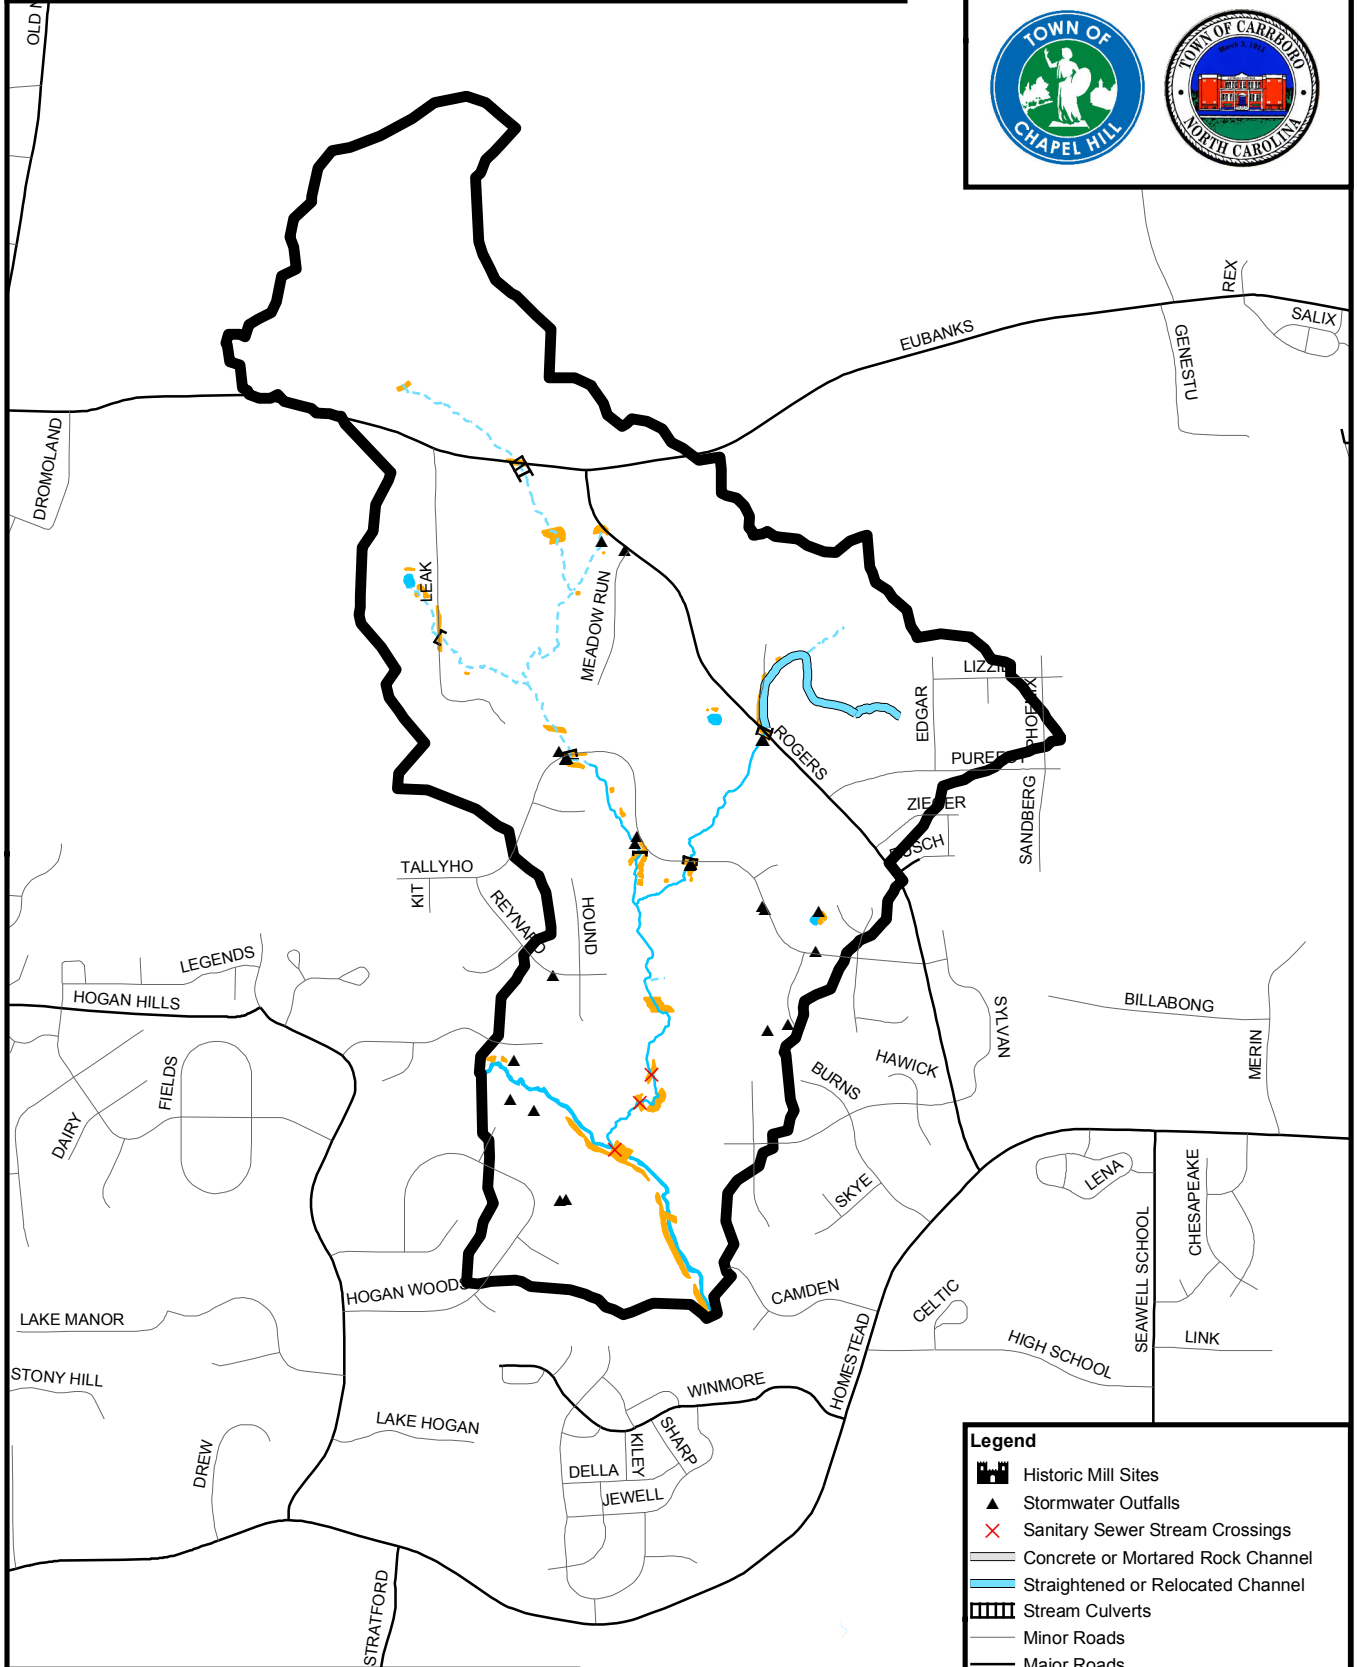 OLD N
TOWN OF
CHAPEL HILL
TOWN OF CARRBORO
March 3, 1911
NORTH CAROLINA
REX
SALIX
EUBANKS
GENESTU
DROMOLAND
LEAK
MEADOW RUN
LIZZIE
EDGAR
PHOENIX
ROGERS
PUREFOY
ZIEGER
SANDBERG
BUSCH
TALLYHO
KIT
REYNARD
HOUND
LEGENDS
HOGAN HILLS
SYLVAN
BILLABONG
MERIN
HAWICK
BURNS
FIELDS
DAIRY
SKYE
LENA
CHESAPEAKE
SEAWELL SCHOOL
HOGAN WOODS
CAMDEN
CELTIC
LAKE MANOR
HOMESTEAD
HIGH SCHOOL
LINK
STONY HILL
WINMORE
LAKE HOGAN
KILEY
SHARP
DREW
DELLA
JEWELL
STRATFORD
Legend
Historic Mill Sites
Stormwater Outfalls
Sanitary Sewer Stream Crossings
Concrete or Mortared Rock Channel
Straightened or Relocated Channel
Stream Culverts
Minor Roads
Major Roads